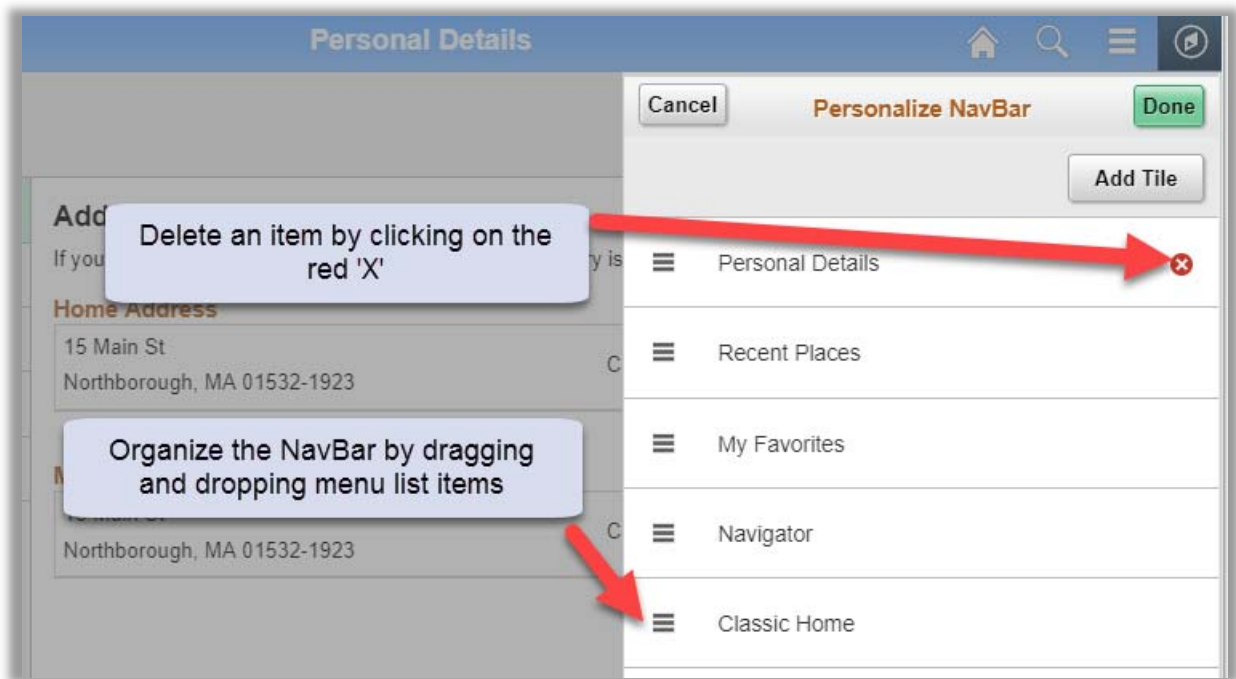 Personal Details
Cancel
Personalize NavBar
Done
Add Tile
Add
Delete an item by clicking on the
red 'X'
If you
ry is
Personal Details
Home Address
15 Main St
C
Northborough, MA 01532-1923
Recent Places
Organize the NavBar by dragging
and dropping menu list items
My Favorites
M
C
Northborough, MA 01532-1923
Navigator
Classic Home